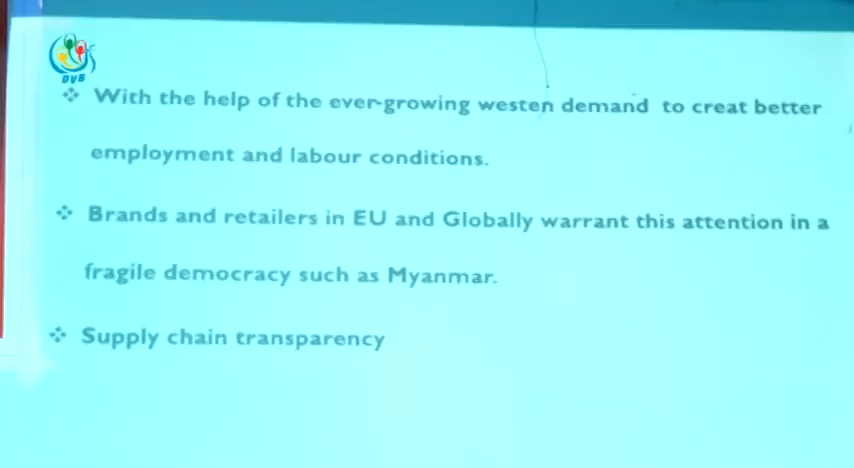 DVB
With the help of the ever-growing westen demand to creat better
employment and labour conditions.
Brands and retailers in EU and Globally warrant this attention in a
fragile democracy such as Myanmar.
Supply chain transparency